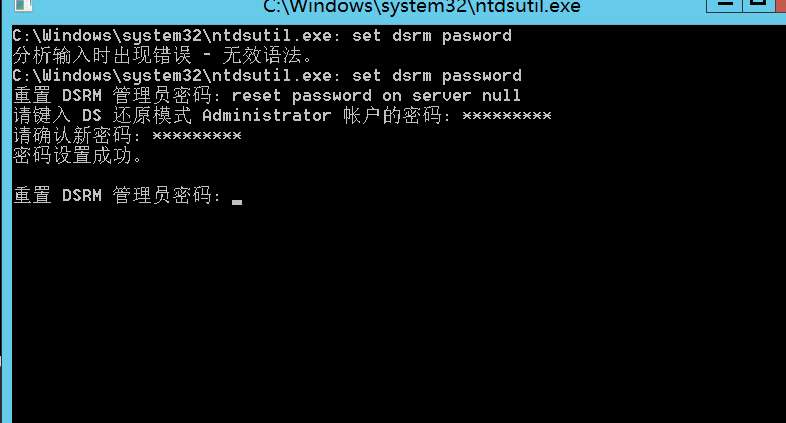 C:\Windows\system32\ntdsutil.exe
C:\Windows\system32\ntdsutil.exe: set dsrm pasword
分析输入时出现错误 - 无效语法。
C:\Windows\system32\ntdsutil.exe: set dsrm password
重置 DSRM 管理员密码: reset password on server null
请键入 DS 还原模式 Administrator 帐户的密码: *********
请确认新密码: *********
密码设置成功。
重置 DSRM 管理员密码: